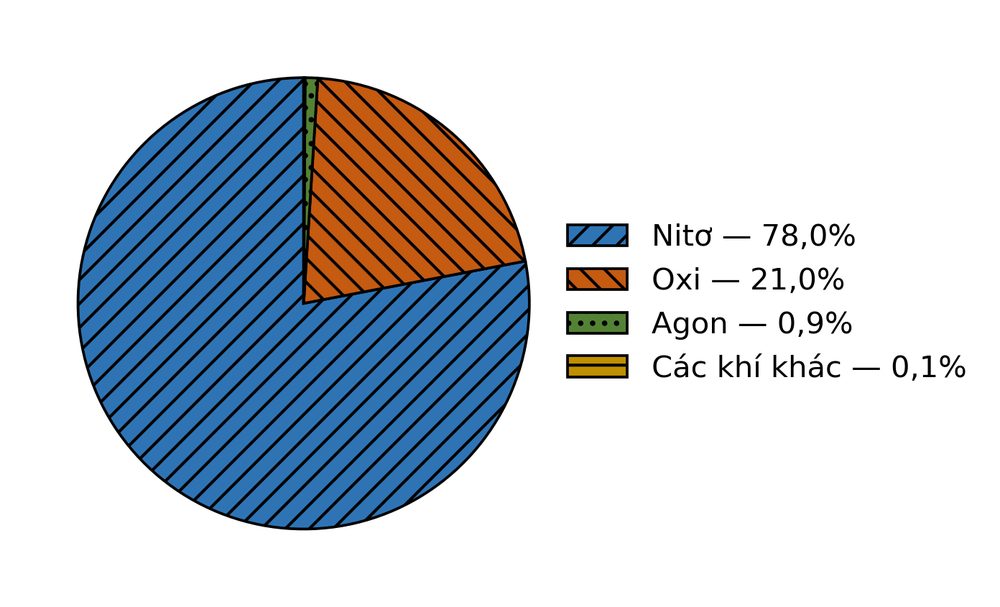 Nitơ — 78,0%
Oxi — 21,0%
Agon — 0,9%
Các khí khác — 0,1%